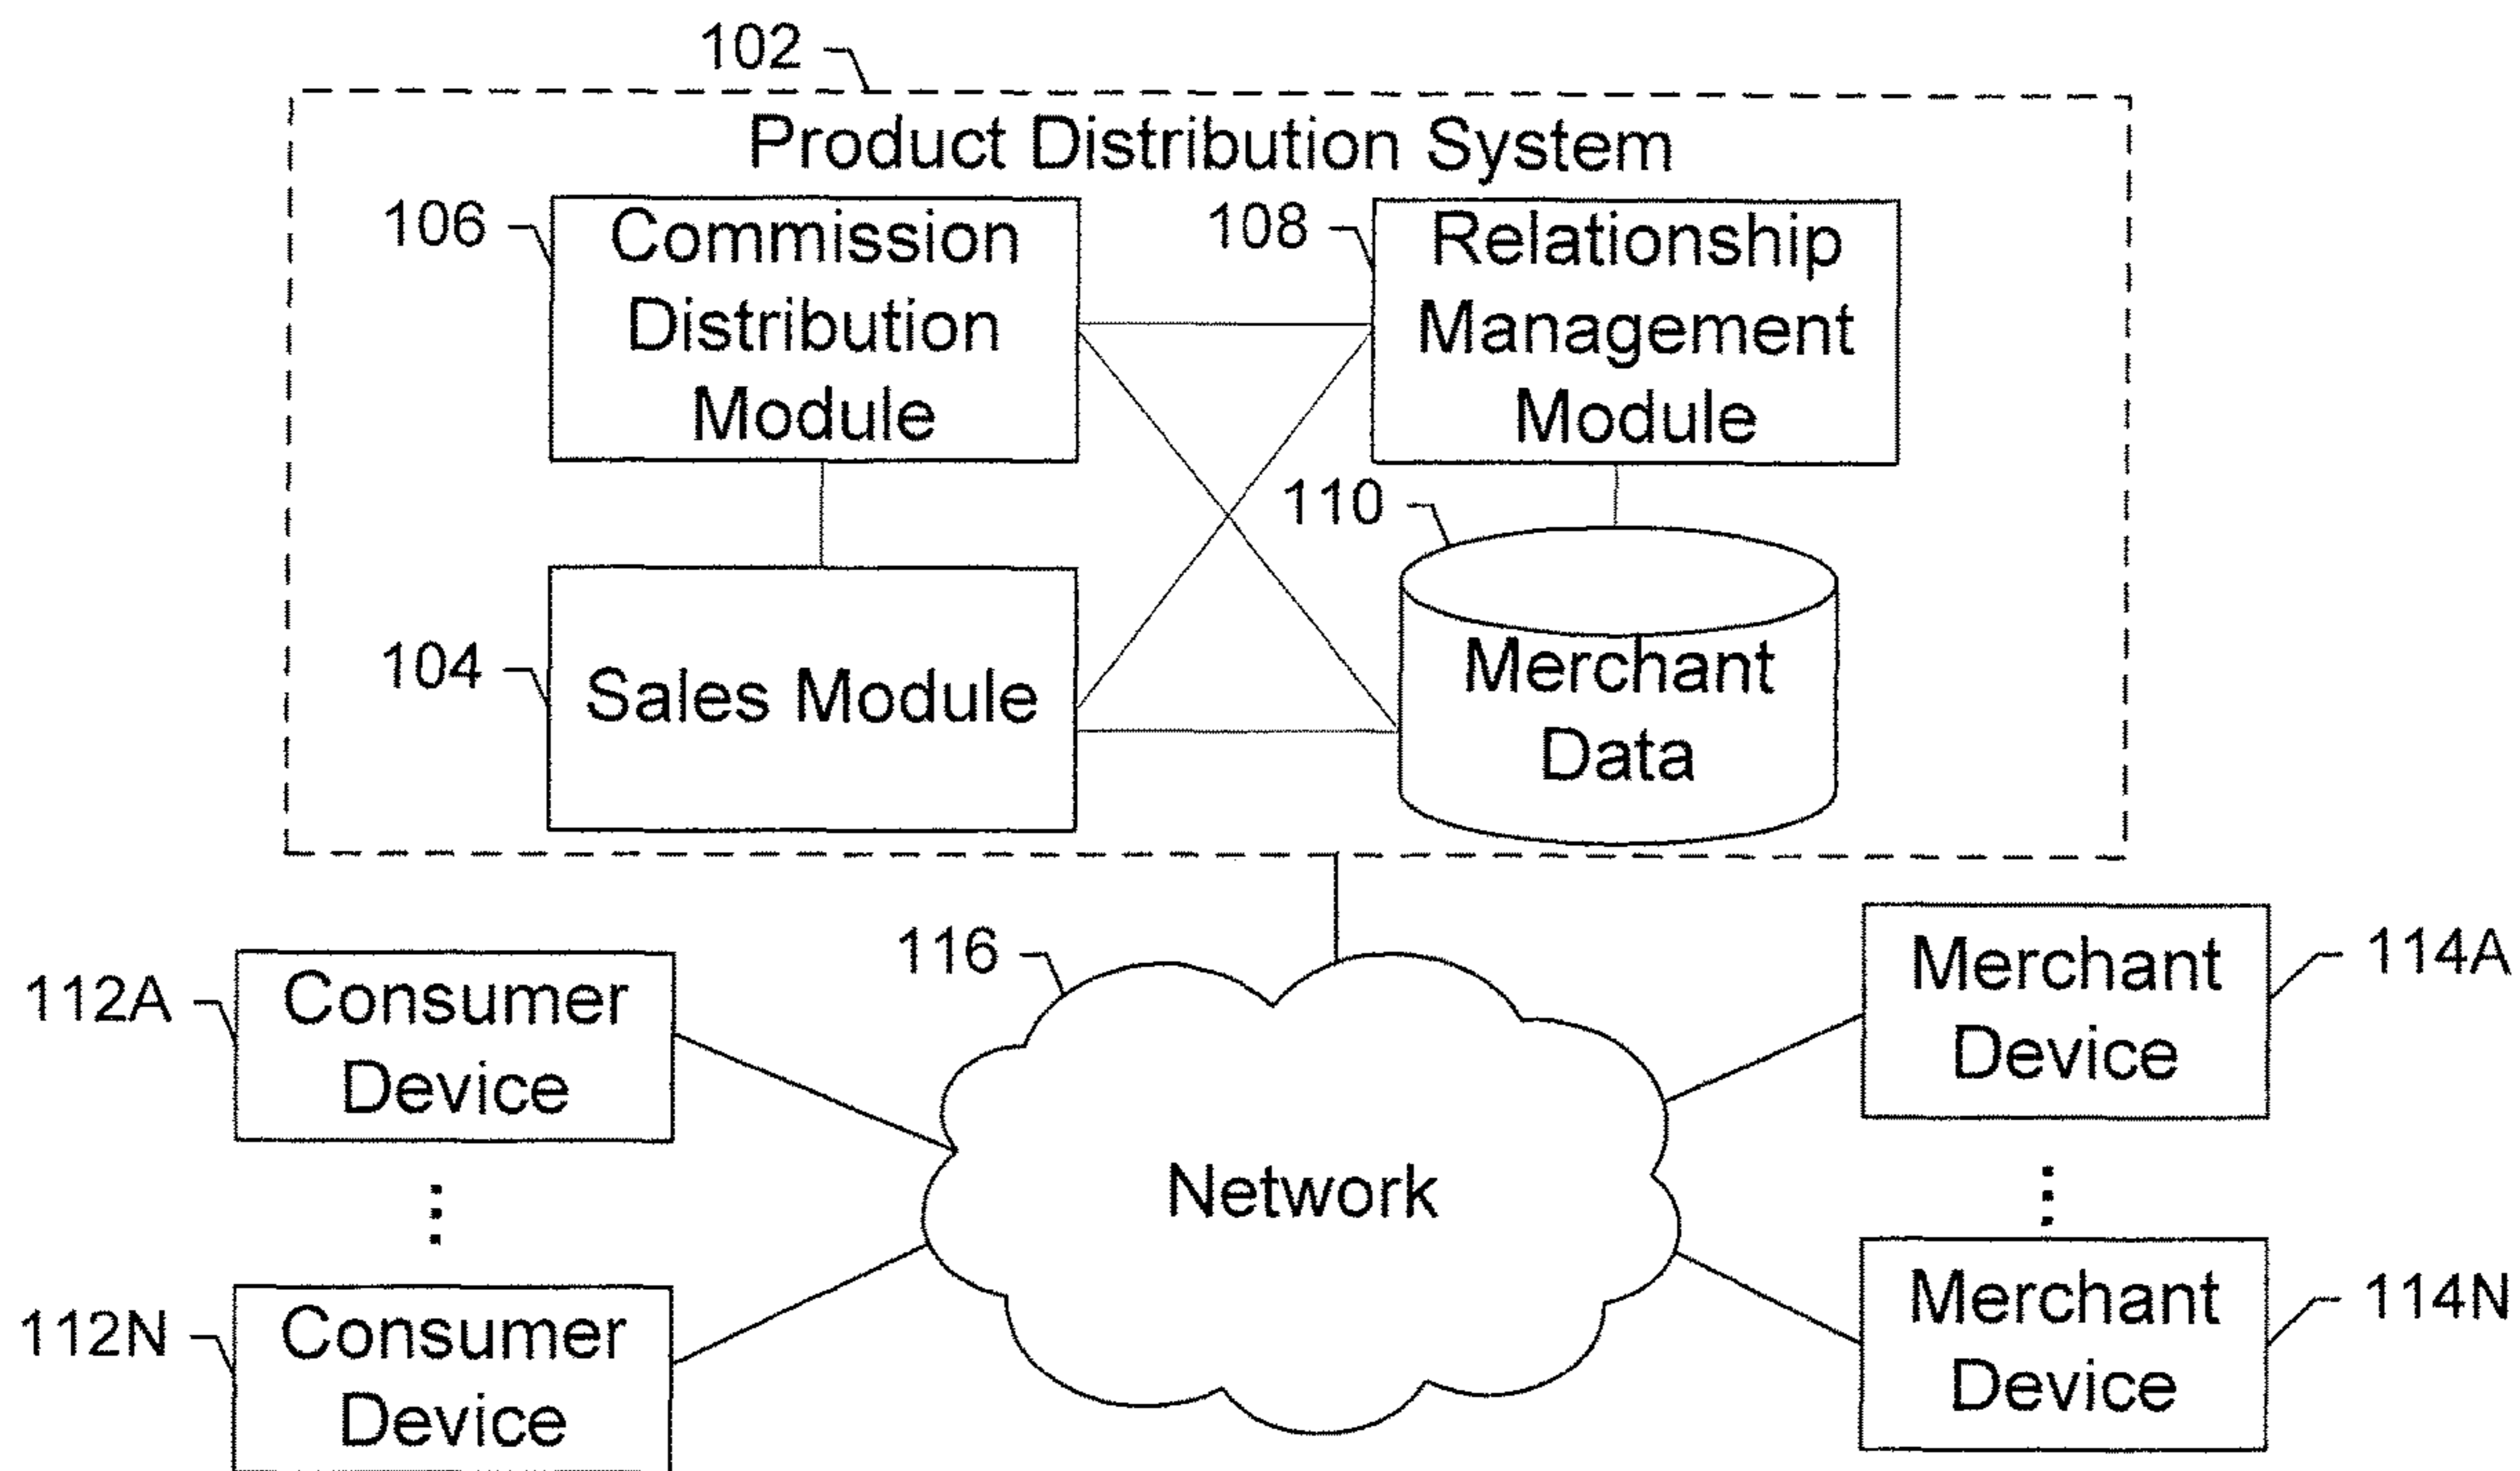 102
Product Distribution System
106
Commission
Distribution
Module
108
Relationship
Management
Module
110
104
Sales Module
Merchant
Data
116
112A
Consumer
Device
114A
Merchant
Device
Network
112N
Consumer
Device
114N
Merchant
Device